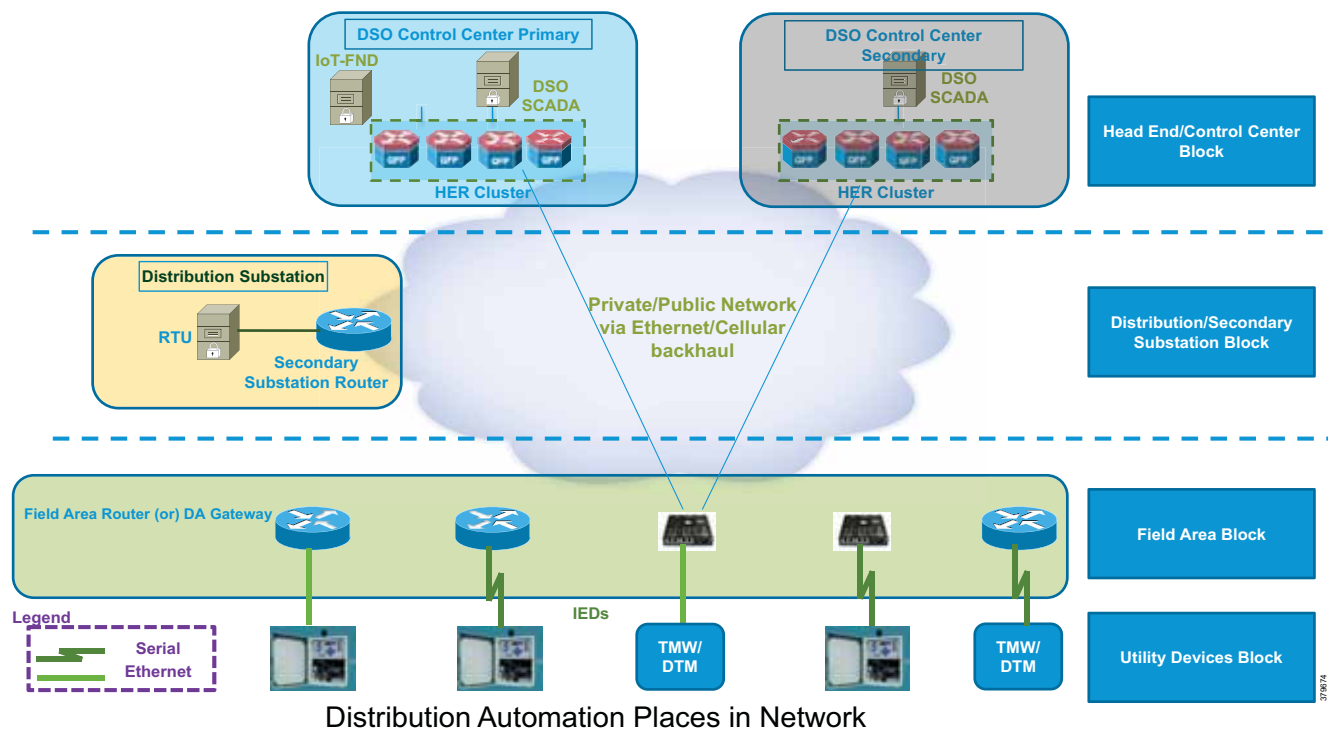 DSO Control Center Primary
IoT-FND
DSO
SCADA
HER Cluster
DSO Control Center
Secondary
DSO
SCADA
HER Cluster
Head End/Control Center
Block
Distribution Substation
RTU
Secondary
Substation Router
Private/Public Network
via Ethernet/Cellular
backhaul
Distribution/Secondary
Substation Block
Field Area Router (or) DA Gateway
Field Area Block
Legend
Serial
Ethernet
IEDs
TMW/
DTM
TMW/
DTM
Utility Devices Block
379674
Distribution Automation Places in Network